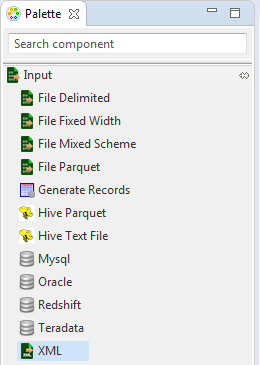 Palette
Search component
Input
File Delimited
File Fixed Width
File Mixed Scheme
File Parquet
Generate Records
Hive Parquet
Hive Text File
Mysql
Oracle
Redshift
Teradata
XML